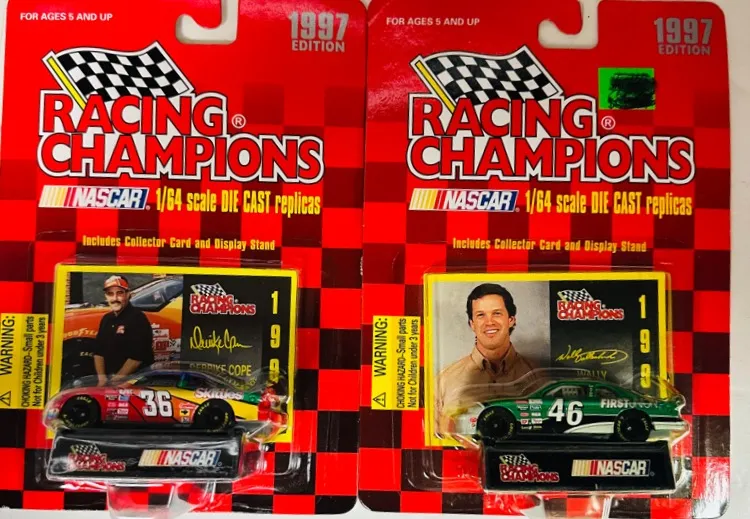 FOR AGES 5 AND UP
1997
EDITION
RACING ®
CHAMPIONS
NASCAR® 1/64 scale DIE CAST replicas
Includes Collector Card and Display Stand
WARNING:
CHOKING HAZARD-Small parts
Not for Children under 3 years
RACING
CHAMPIONS
1
9
9
Derrike Cope
DERRIKE COPE
36
Skittles
RACING
CHAMPIONS
NASCAR
FOR AGES 5 AND UP
1997
EDITION
RACING ®
CHAMPIONS
NASCAR® 1/64 scale DIE CAST replicas
Includes Collector Card and Display Stand
WARNING:
CHOKING HAZARD-Small parts
Not for Children under 3 years
RACING
CHAMPIONS
1
9
9
WALLY
46
FIRST
RACING
CHAMPIONS
NASCAR